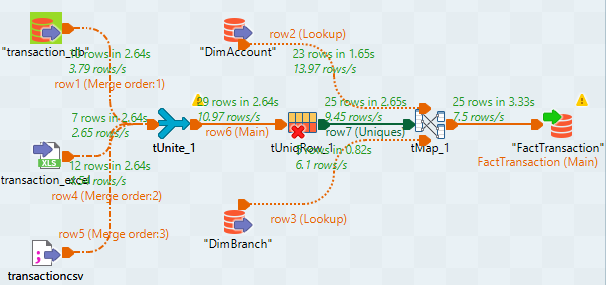 row2 (Lookup)
"transaction_db"
rows in 2.64s
3.79 rows/s
row1 (Merge order:1)
"DimAccount"
23 rows in 1.65s
13.97 rows/s
7 rows in 2.64s
2.65 rows/s
29 rows in 2.64s
10.97 rows/s
row6 (Main)
tUnite_1
25 rows in 2.65s
9.45 rows/s
row7 (Uniques)
tUniqRow_1
rows in 0.82s
6.1 rows/s
tMap_1
25 rows in 3.33s
7.5 rows/s
"FactTransaction"
FactTransaction (Main)
XLS
transaction_excel
12 rows in 2.64s
rows/s
row4 (Merge order:2)
row3 (Lookup)
"DimBranch"
row5 (Merge order:3)
transactioncsv